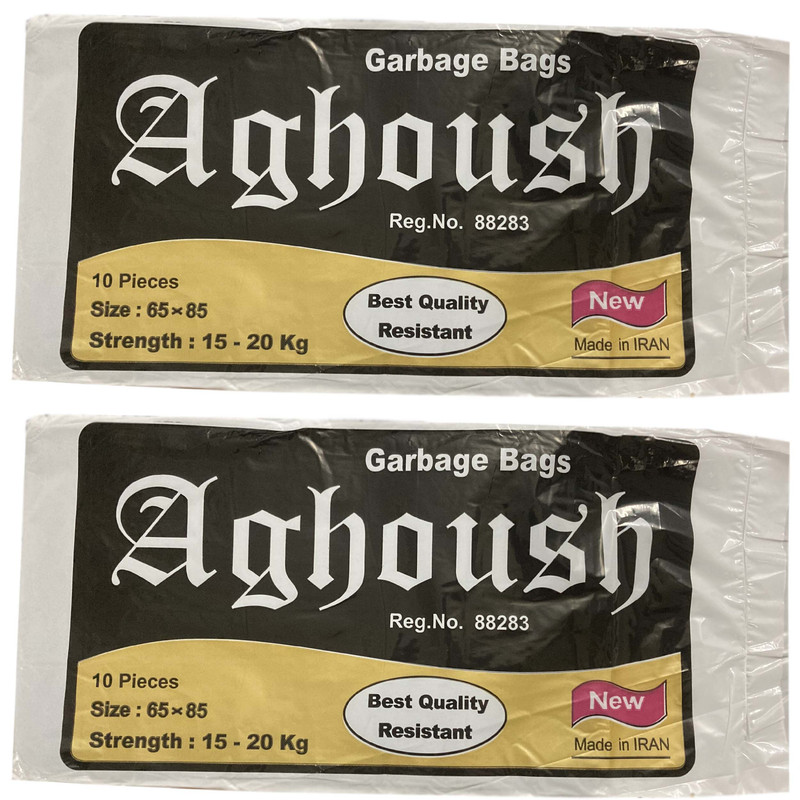 Garbage Bags
Aghoush
Reg.No. 88283
10 Pieces
Size : 65×85
Strength : 15 - 20 Kg
Best Quality
Resistant
New
Made in IRAN
Garbage Bags
Aghoush
Reg.No. 88283
10 Pieces
Size : 65×85
Strength : 15 - 20 Kg
Best Quality
Resistant
New
Made in IRAN